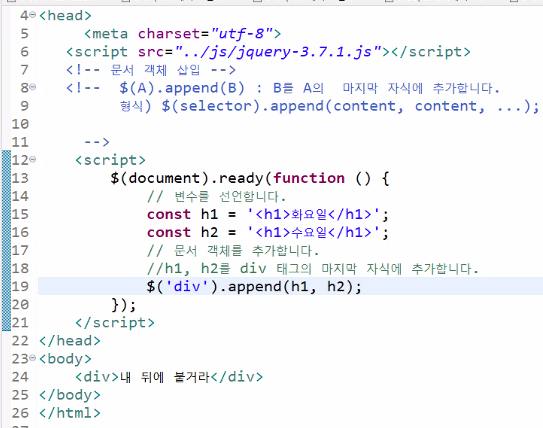 4 <head>
5 <meta charset="utf-8">
6 <script src="../js/jquery-3.7.1.js"></script>
7 <!-- 문서 객체 삽입 -->
8 <!-- $(A).append(B) : B를 A의 마지막 자식에 추가합니다.
9 형식) $(selector).append(content, content, ...);
10
11 -->
12 <script>
13 $(document).ready(function () {
14 // 변수를 선언합니다.
15 const h1 = '<h1>화요일</h1>';
16 const h2 = '<h1>수요일</h1>';
17 // 문서 객체를 추가합니다.
18 //h1, h2를 div 태그의 마지막 자식에 추가합니다.
19 $('div').append(h1, h2);
20 });
21 </script>
22 </head>
23 <body>
24 <div>내 뒤에 붙거라</div>
25 </body>
26 </html>